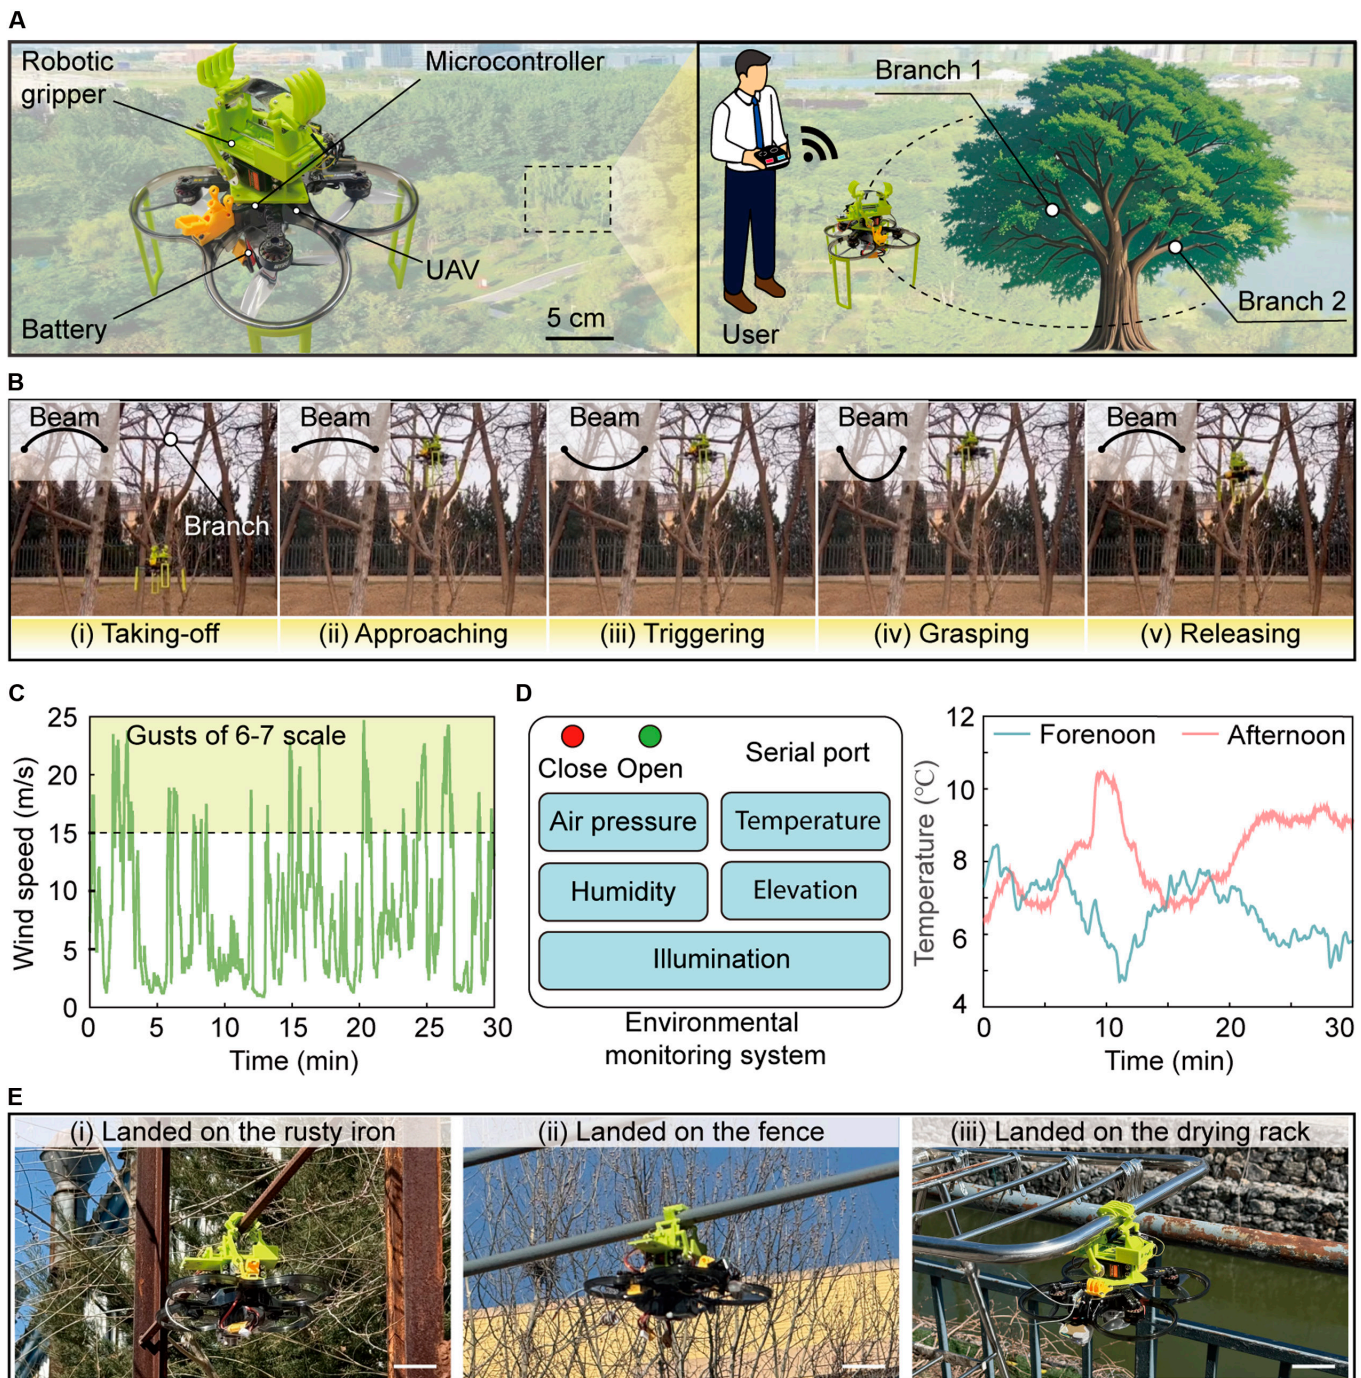 A
Robotic
gripper
Microcontroller
UAV
Battery
5 cm
Branch 1
Branch 2
User
B
Beam
Branch
(i) Taking-off
Beam
(ii) Approaching
Beam
(iii) Triggering
Beam
(iv) Grasping
Beam
(v) Releasing
C
Gusts of 6-7 scale
Wind speed (m/s)
25
20
15
10
5
0
0 5 10 15 20 25 30
Time (min)
D
Close Open
Serial port
Air pressure
Temperature
Humidity
Elevation
Illumination
Environmental
monitoring system
Forenoon
Afternoon
Temperature (°C)
12
10
8
6
4
0 10 20 30
Time (min)
E
(i) Landed on the rusty iron
(ii) Landed on the fence
(iii) Landed on the drying rack